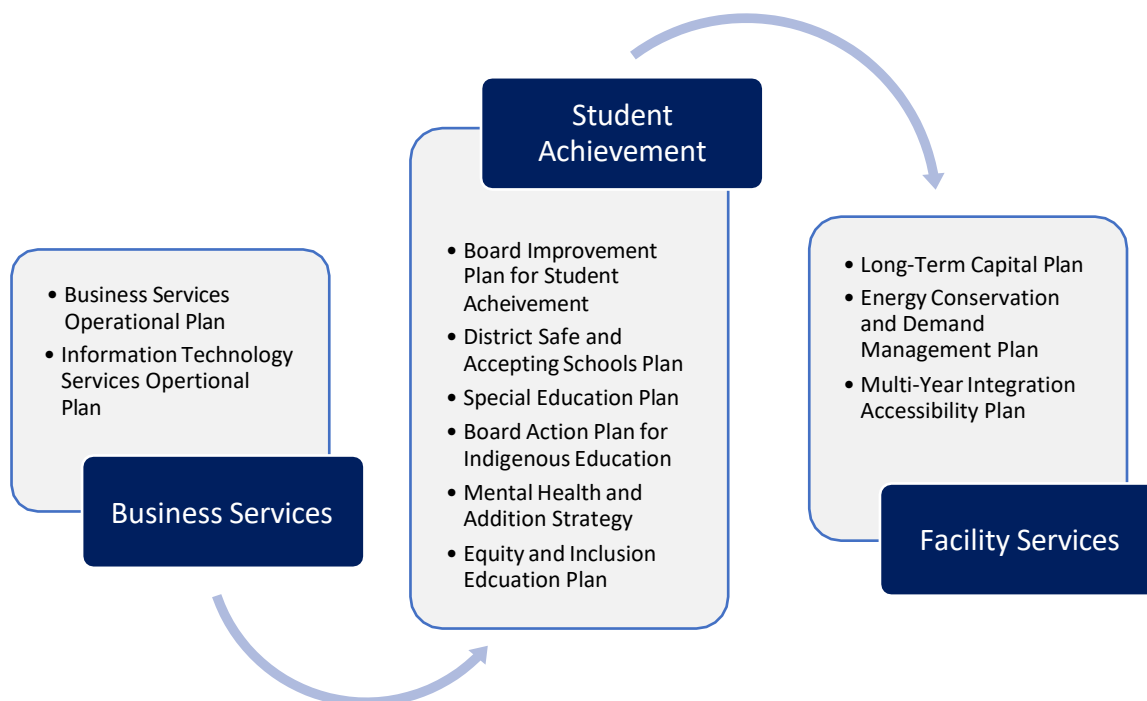 • Business Services
Operational Plan
• Information Technology
Services Opertional
Plan
Business Services
Student
Achievement
• Board Improvement
Plan for Student
Acheivement
• District Safe and
Accepting Schools Plan
• Special Education Plan
• Board Action Plan for
Indigenous Education
• Mental Health and
Addition Strategy
• Equity and Inclusion
Edcuation Plan
• Long-Term Capital Plan
• Energy Conservation
and Demand
Management Plan
• Multi-Year Integration
Accessibility Plan
Facility Services